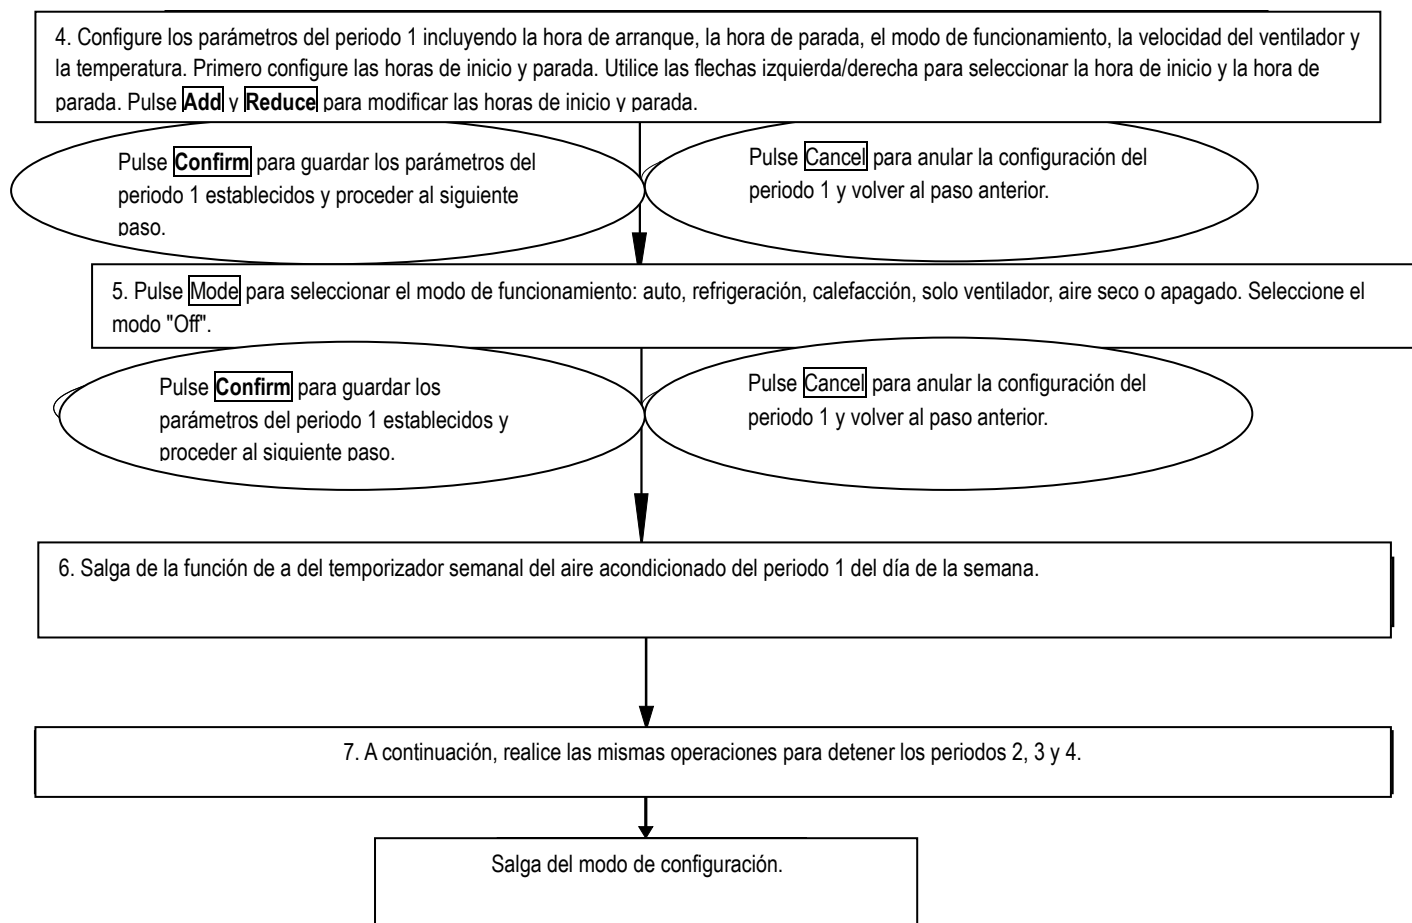 4. Configure los parámetros del periodo 1 incluyendo la hora de arranque, la hora de parada, el modo de funcionamiento, la velocidad del ventilador y
la temperatura. Primero configure las horas de inicio y parada. Utilice las flechas izquierda/derecha para seleccionar la hora de inicio y la hora de
parada. Pulse Add y Reduce para modificar las horas de inicio y parada.
Pulse Confirm para guardar los parámetros del
periodo 1 establecidos y proceder al siguiente
paso.
Pulse Cancel para anular la configuración del
periodo 1 y volver al paso anterior.
5. Pulse Mode para seleccionar el modo de funcionamiento: auto, refrigeración, calefacción, solo ventilador, aire seco o apagado. Seleccione el
modo "Off".
Pulse Confirm para guardar los
parámetros del periodo 1 establecidos y
proceder al siguiente paso.
Pulse Cancel para anular la configuración del
periodo 1 y volver al paso anterior.
6. Salga de la función de a del temporizador semanal del aire acondicionado del periodo 1 del día de la semana.
7. A continuación, realice las mismas operaciones para detener los periodos 2, 3 y 4.
Salga del modo de configuración.